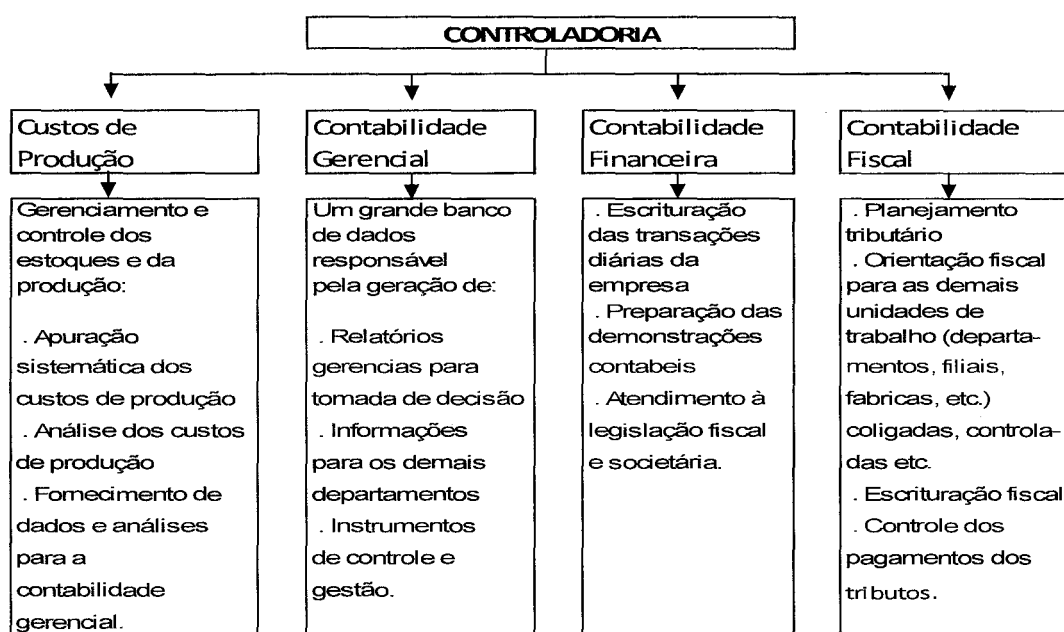 CONTROLADORIA
Custos de
Produção
Contabilidade
Gerencial
Contabilidade
Financeira
Contabilidade
Fiscal
Gerenciamento e
controle dos
estoques e da
produção:
. Apuração
sistemática dos
custos de produção
. Análise dos custos
de produção
. Fornecimento de
dados e análises
para a
contabilidade
gerencial.
Um grande banco
de dados
responsável
pela geração de:
. Relatórios
gerencias para
tomada de decisão
. Informações
para os demais
departamentos
. Instrumentos
de controle e
gestão.
. Escrituração
das transações
diárias da
empresa
. Preparação das
demonstrações
contabeis
. Atendimento à
legislação fiscal
e societária.
. Planejamento
tributário
. Orientação fiscal
para as demais
unidades de
trabalho (departa-
mentos, filiais,
fabricas, etc.)
coligadas, controla-
das etc.
. Escrituração fiscal
. Controle dos
pagamentos dos
tributos.